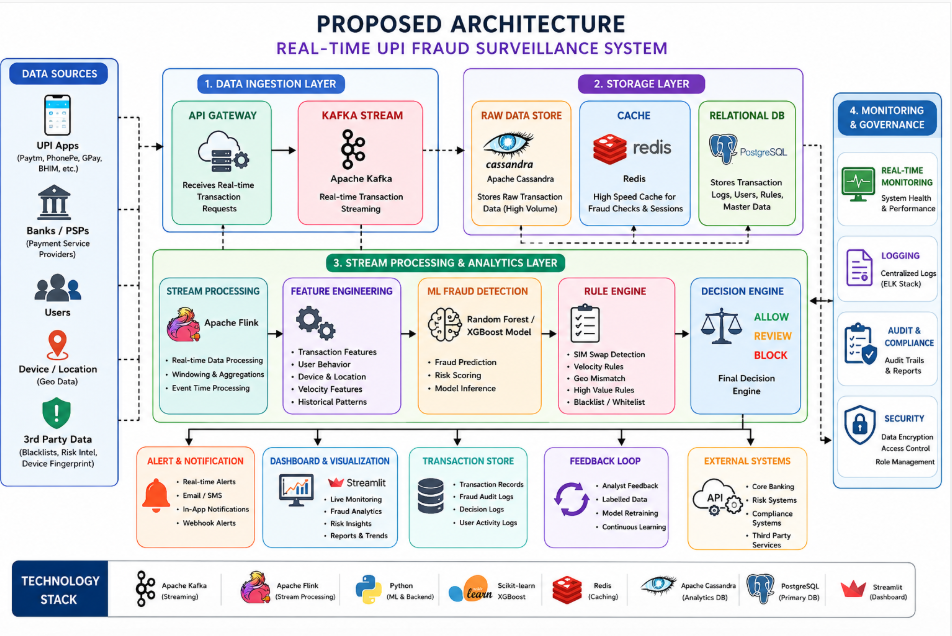 PROPOSED ARCHITECTURE
REAL-TIME UPI FRAUD SURVEILLANCE SYSTEM
DATA SOURCES
UPI Apps
(Paytm, PhonePe, GPay,
BHIM, etc.)
Banks / PSPs
(Payment Service
Providers)
Users
Device / Location
(Geo Data)
3rd Party Data
(Blacklists, Risk Intel,
Device Fingerprint)
1. DATA INGESTION LAYER
API GATEWAY
Receives Real-time
Transaction
Requests
KAFKA STREAM
Apache Kafka
Real-time Transaction
Streaming
2. STORAGE LAYER
RAW DATA STORE
cassandra
Apache Cassandra
Stores Raw Transaction
Data (High Volume)
CACHE
redis
Redis
High Speed Cache for
Fraud Checks & Sessions
RELATIONAL DB
PostgreSQL
Stores Transaction
Logs, Users, Rules,
Master Data
3. STREAM PROCESSING & ANALYTICS LAYER
STREAM PROCESSING
Apache Flink
• Real-time Data Processing
• Windowing & Aggregations
• Event Time Processing
FEATURE ENGINEERING
• Transaction Features
• User Behavior
• Device & Location
• Velocity Features
• Historical Patterns
ML FRAUD DETECTION
Random Forest /
XGBoost Model
• Fraud Prediction
• Risk Scoring
• Model Inference
RULE ENGINE
• SIM Swap Detection
• Velocity Rules
• Geo Mismatch
• High Value Rules
• Blacklist / Whitelist
DECISION ENGINE
ALLOW
REVIEW
BLOCK
Final Decision
Engine
4. MONITORING
& GOVERNANCE
REAL-TIME
MONITORING
System Health
& Performance
LOGGING
Centralized Logs
(ELK Stack)
AUDIT &
COMPLIANCE
Audit Trails
& Reports
SECURITY
Data Encryption
Access Control
Role Management
ALERT & NOTIFICATION
• Real-time Alerts
• Email / SMS
• In-App Notifications
• Webhook Alerts
DASHBOARD & VISUALIZATION
Streamlit
• Live Monitoring
• Fraud Analytics
• Risk Insights
• Reports & Trends
TRANSACTION STORE
• Transaction Records
• Fraud Audit Logs
• Decision Logs
• User Activity Logs
FEEDBACK LOOP
• Analyst Feedback
• Labelled Data
• Model Retraining
• Continuous Learning
EXTERNAL SYSTEMS
API
• Core Banking
• Risk Systems
• Compliance
Systems
• Third Party
Services
TECHNOLOGY
STACK
Apache Kafka
(Streaming)
Apache Flink
(Stream Processing)
Python
(ML & Backend)
learn
Scikit-learn
XGBoost
Redis
(Caching)
Apache Cassandra
(Analytics DB)
PostgreSQL
(Primary DB)
Streamlit
(Dashboard)